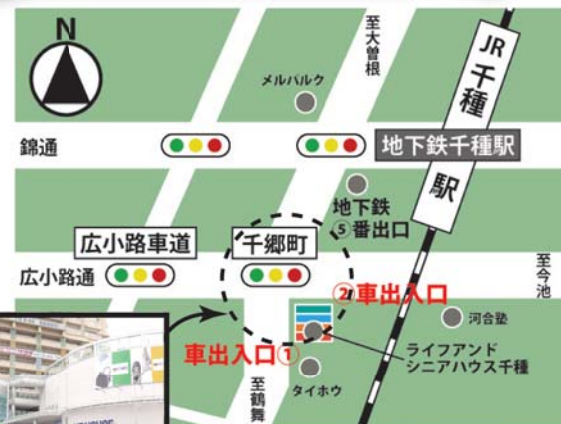 N
至大曽根
JR千種駅
メルパルク
錦通
地下鉄千種駅
地下鉄
⑤番出口
広小路車道
千郷町
広小路通
至今池
②車出入口
河合塾
車出入口①
ライフアンド
シニアハウス千種
タイホウ
至鶴舞